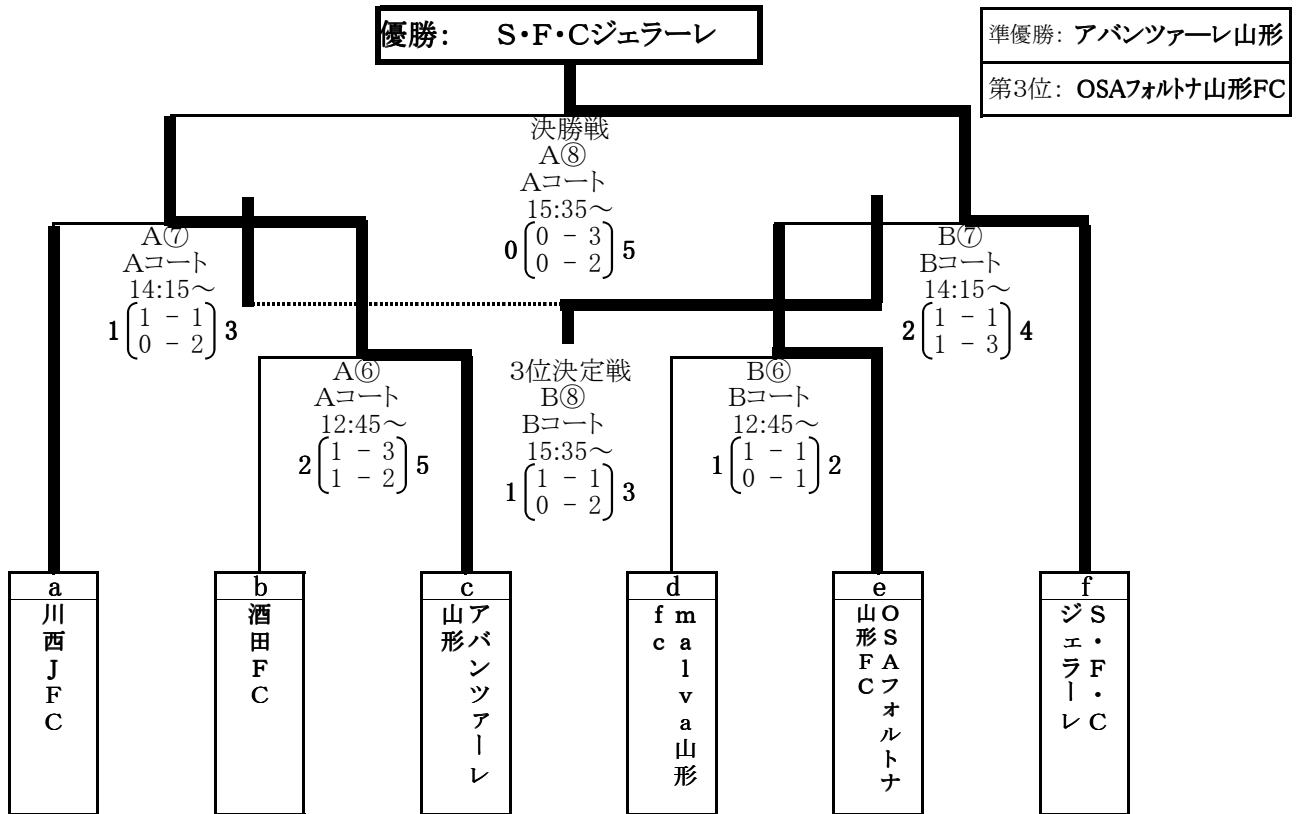 優勝： S・F・Cジェラーレ
準優勝： アバンツァーレ山形
第3位： OSAフォルトナ山形FC
決勝戦
A⑧
Aコート
15:35～
0 0 - 3 5
0 - 2
A⑦
Aコート
14:15～
1 1 - 1 3
0 - 2
B⑦
Bコート
14:15～
2 1 - 1 4
1 - 3
A⑥
Aコート
12:45～
2 1 - 3 5
1 - 2
3位決定戦
B⑧
Bコート
15:35～
1 1 - 1 3
0 - 2
B⑥
Bコート
12:45～
1 1 - 1 2
0 - 1
a
川西JFC
b
酒田FC
c
アバンツァーレ
山形
d
malva山形
fc
e
OSAフォルトナ
山形FC
f
S・F・C
ジェラーレ